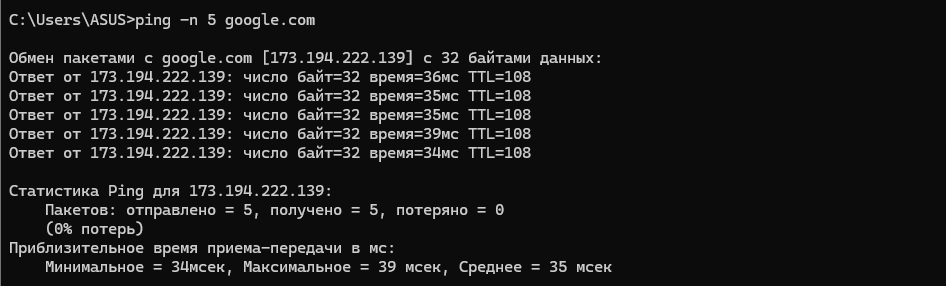 C:\Users\ASUS>ping -n 5 google.com
Обмен пакетами с google.com [173.194.222.139] с 32 байтами данных:
Ответ от 173.194.222.139: число байт=32 время=36мс TTL=108
Ответ от 173.194.222.139: число байт=32 время=35мс TTL=108
Ответ от 173.194.222.139: число байт=32 время=35мс TTL=108
Ответ от 173.194.222.139: число байт=32 время=39мс TTL=108
Ответ от 173.194.222.139: число байт=32 время=34мс TTL=108
Статистика Ping для 173.194.222.139:
    Пакетов: отправлено = 5, получено = 5, потеряно = 0
    (0% потерь)
Приблизительное время приема-передачи в мс:
    Минимальное = 34мсек, Максимальное = 39 мсек, Среднее = 35 мсек